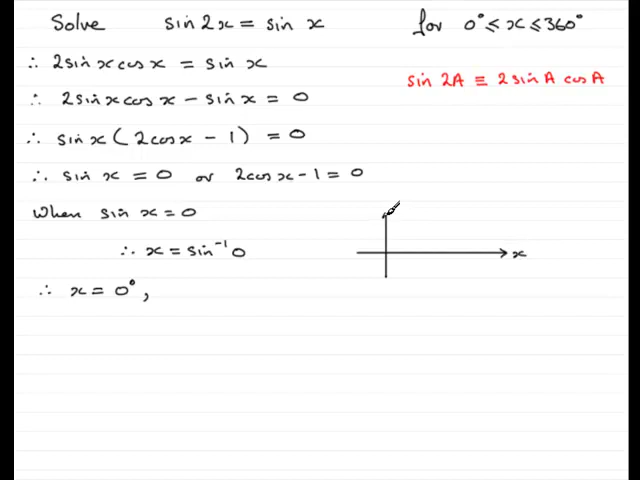 Solve sin 2x = sin x for 0° ≤ x ≤ 360°
∴ 2sin x cos x = sin x
sin 2A ≡ 2 sin A cos A
∴ 2sin x cos x − sin x = 0
∴ sin x ( 2cos x − 1 ) = 0
∴ sin x = 0 or 2cos x − 1 = 0
When sin x = 0
∴ x = sin⁻¹ 0
x
∴ x = 0° ,